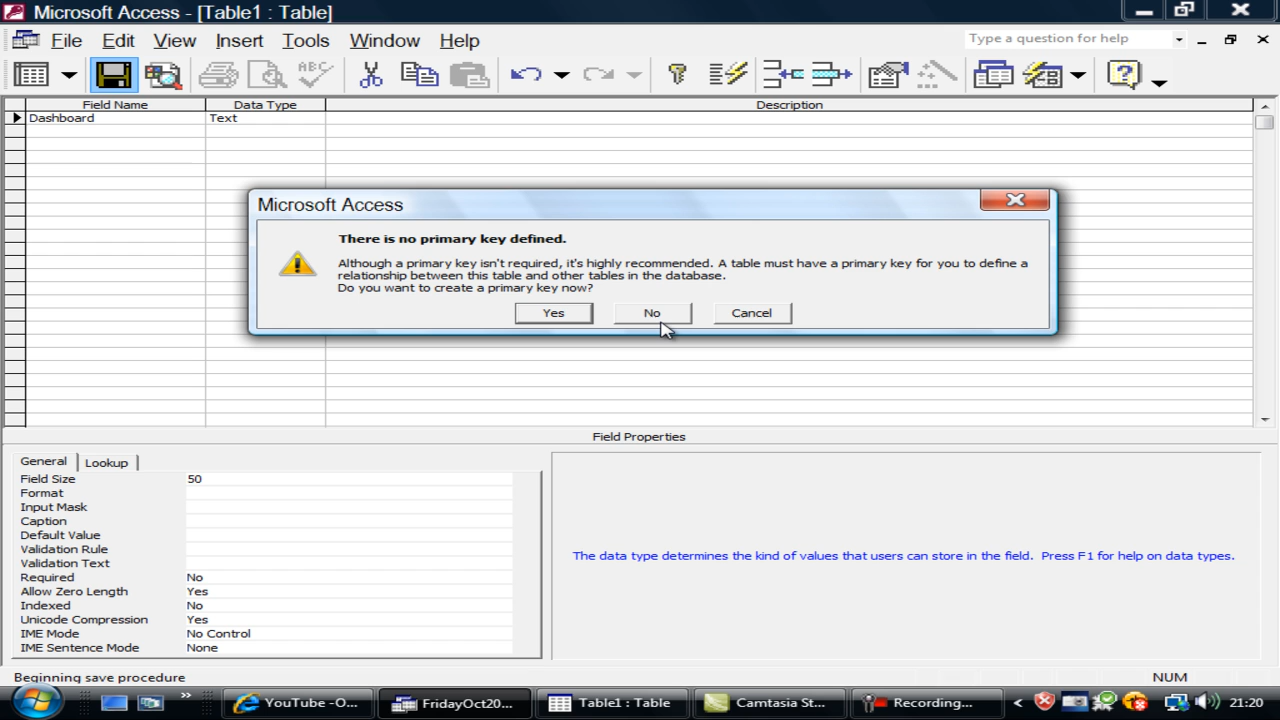 Microsoft Access - [Table1 : Table]
File Edit View Insert Tools Window Help
Type a question for help
ABC
Field Name Data Type Description
Dashboard Text
Microsoft Access
There is no primary key defined.
Although a primary key isn't required, it's highly recommended. A table must have a primary key for you to define a
relationship between this table and other tables in the database.
Do you want to create a primary key now?
Yes No Cancel
Field Properties
General Lookup
Field Size 50
Format
Input Mask
Caption
Default Value
Validation Rule
Validation Text
Required No
Allow Zero Length Yes
Indexed No
Unicode Compression Yes
IME Mode No Control
IME Sentence Mode None
The data type determines the kind of values that users can store in the field. Press F1 for help on data types.
Beginning save procedure
NUM
YouTube -O... FridayOct20... Table1 : Table Camtasia St... Recording... 21:20